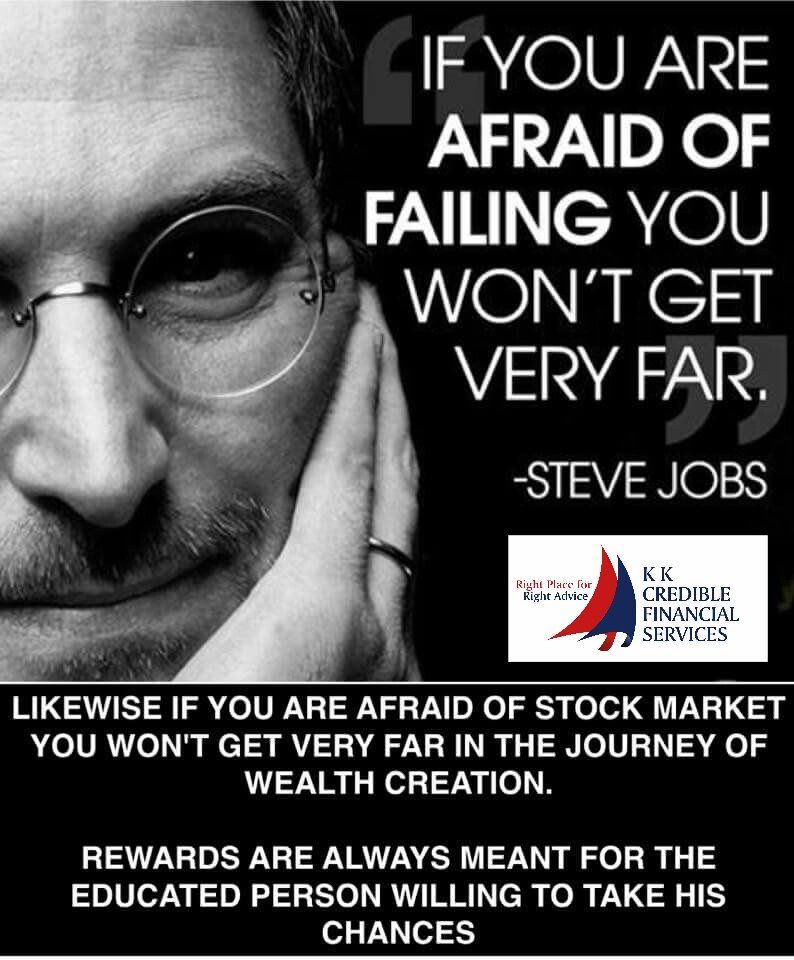 IF YOU ARE
AFRAID OF
FAILING YOU
WON'T GET
VERY FAR.
-STEVE JOBS
Right Place for
Right Advice
K K
CREDIBLE
FINANCIAL
SERVICES
LIKEWISE IF YOU ARE AFRAID OF STOCK MARKET
YOU WON'T GET VERY FAR IN THE JOURNEY OF
WEALTH CREATION.
REWARDS ARE ALWAYS MEANT FOR THE
EDUCATED PERSON WILLING TO TAKE HIS
CHANCES